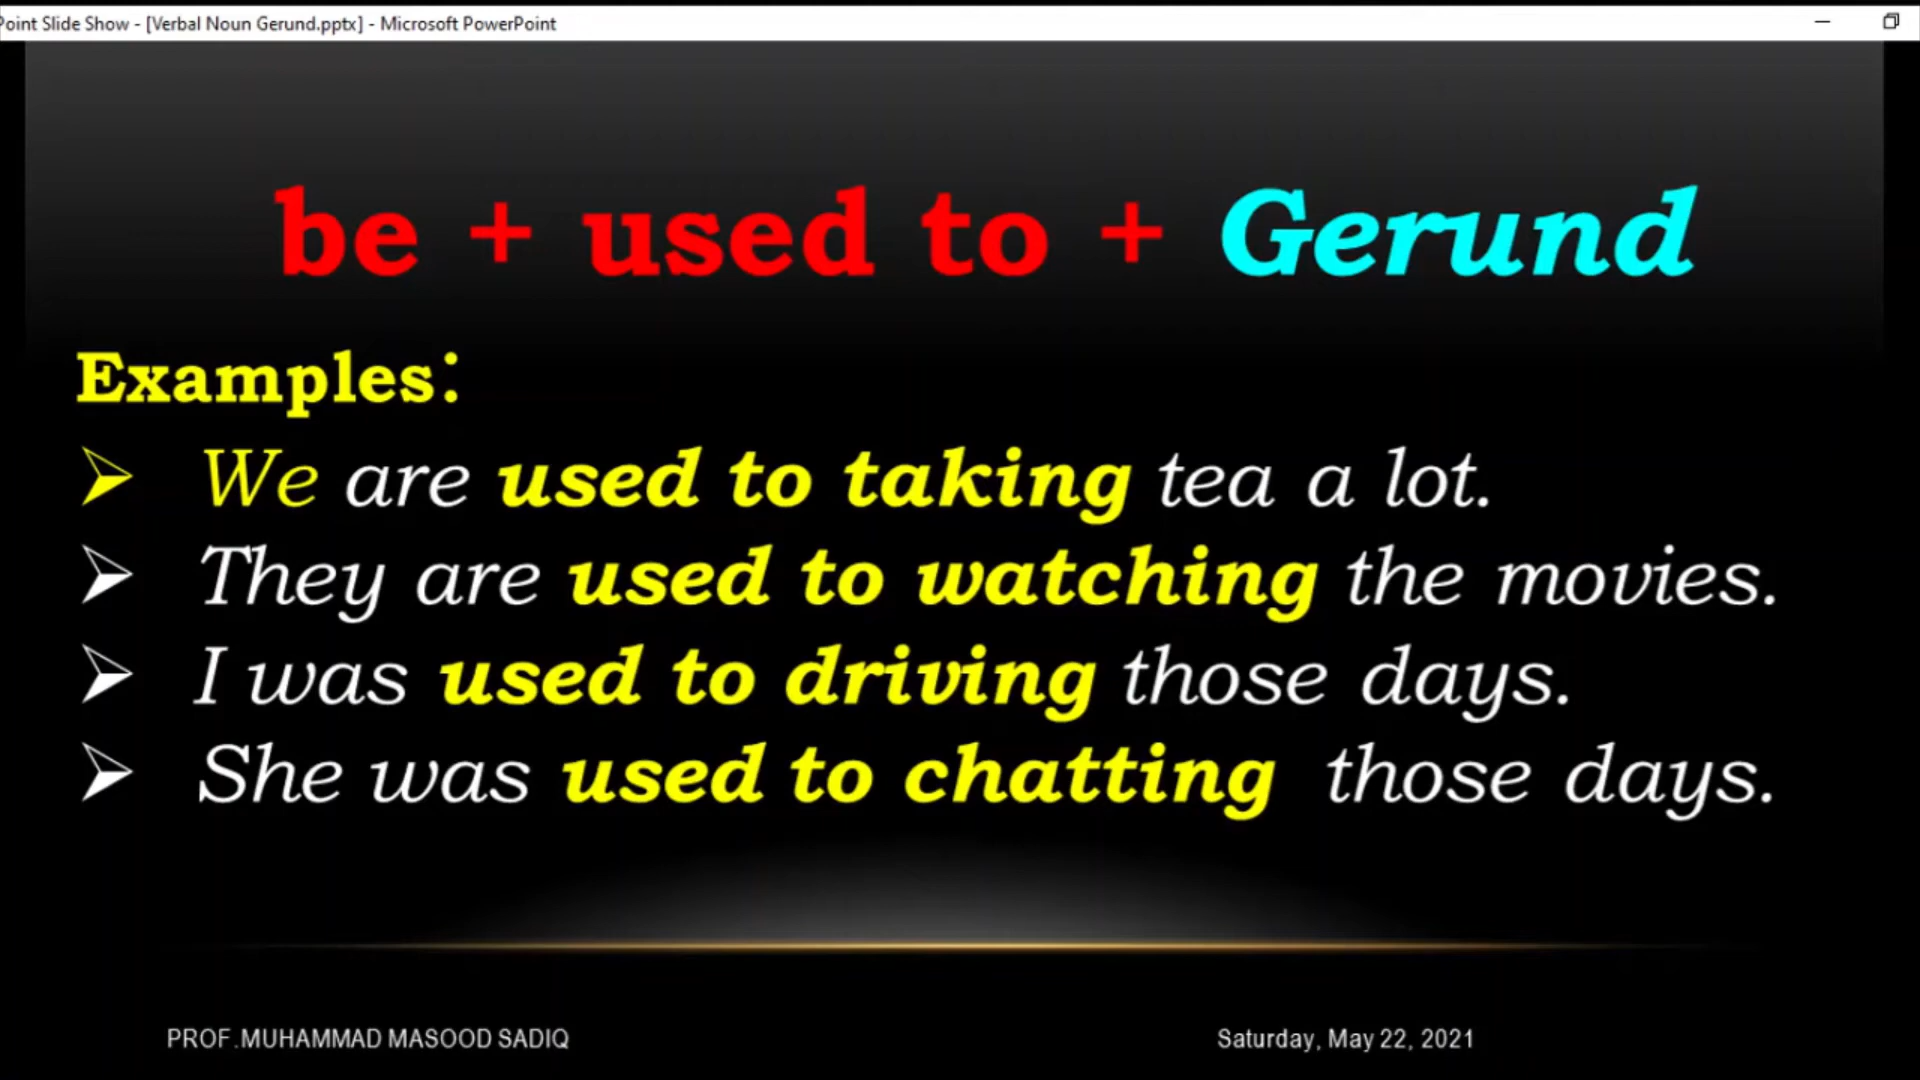 Point Slide Show - [Verbal Noun Gerund.pptx] - Microsoft PowerPoint
be + used to + Gerund
Examples:
➢ We are used to taking tea a lot.
➢ They are used to watching the movies.
➢ I was used to driving those days.
➢ She was used to chatting those days.
PROF.MUHAMMAD MASOOD SADIQ
Saturday, May 22, 2021